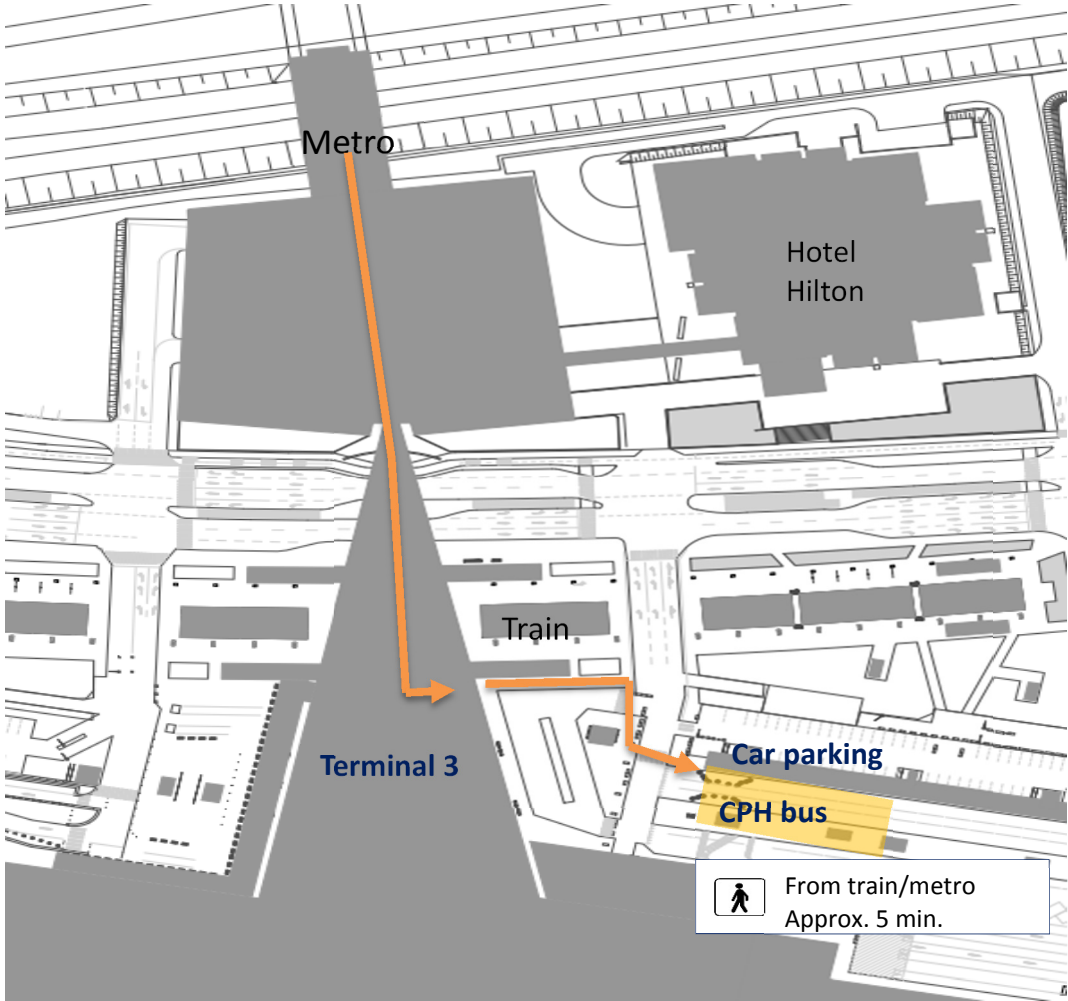 Metro
Hotel
Hilton
Train
Terminal 3
Car parking
CPH bus
From train/metro
Approx. 5 min.